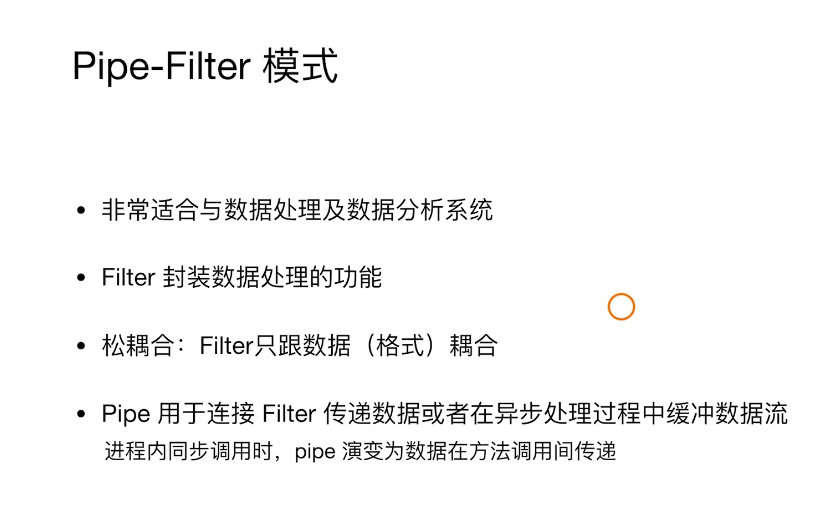 Pipe-Filter 模式
• 非常适合与数据处理及数据分析系统
• Filter 封装数据处理的功能
• 松耦合：Filter只跟数据（格式）耦合
• Pipe 用于连接 Filter 传递数据或者在异步处理过程中缓冲数据流
进程内同步调用时，pipe 演变为数据在方法调用间传递